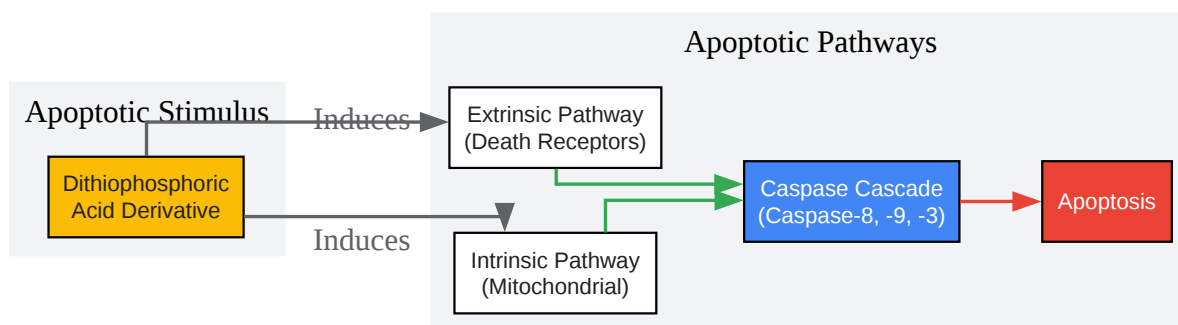 Apoptotic Pathways
Apoptotic Stimulus
Induces
Extrinsic Pathway
(Death Receptors)
Dithiophosphoric
Acid Derivative
Caspase Cascade
(Caspase-8, -9, -3)
Apoptosis
Induces
Intrinsic Pathway
(Mitochondrial)